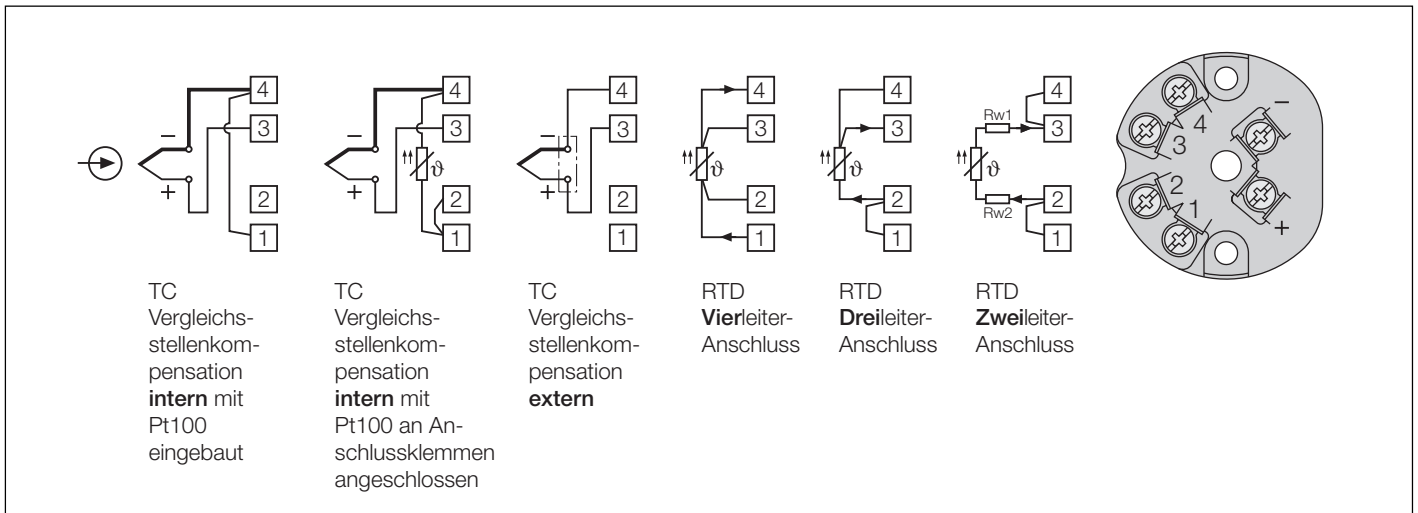 4
3
2
1
−
+
TC
Vergleichs-
stellenkom-
pensation
intern mit
Pt100
eingebaut
4
3
2
1
−
+
ϑ
TC
Vergleichs-
stellenkom-
pensation
intern mit
Pt100 an An-
schlussklemmen
angeschlossen
4
3
2
1
−
+
TC
Vergleichs-
stellenkom-
pensation
extern
4
3
2
1
ϑ
RTD
Vierleiter-
Anschluss
4
3
2
1
ϑ
RTD
Dreileiter-
Anschluss
4
3
2
1
Rw1
ϑ
Rw2
RTD
Zweileiter-
Anschluss
4
3
2
1
−
+